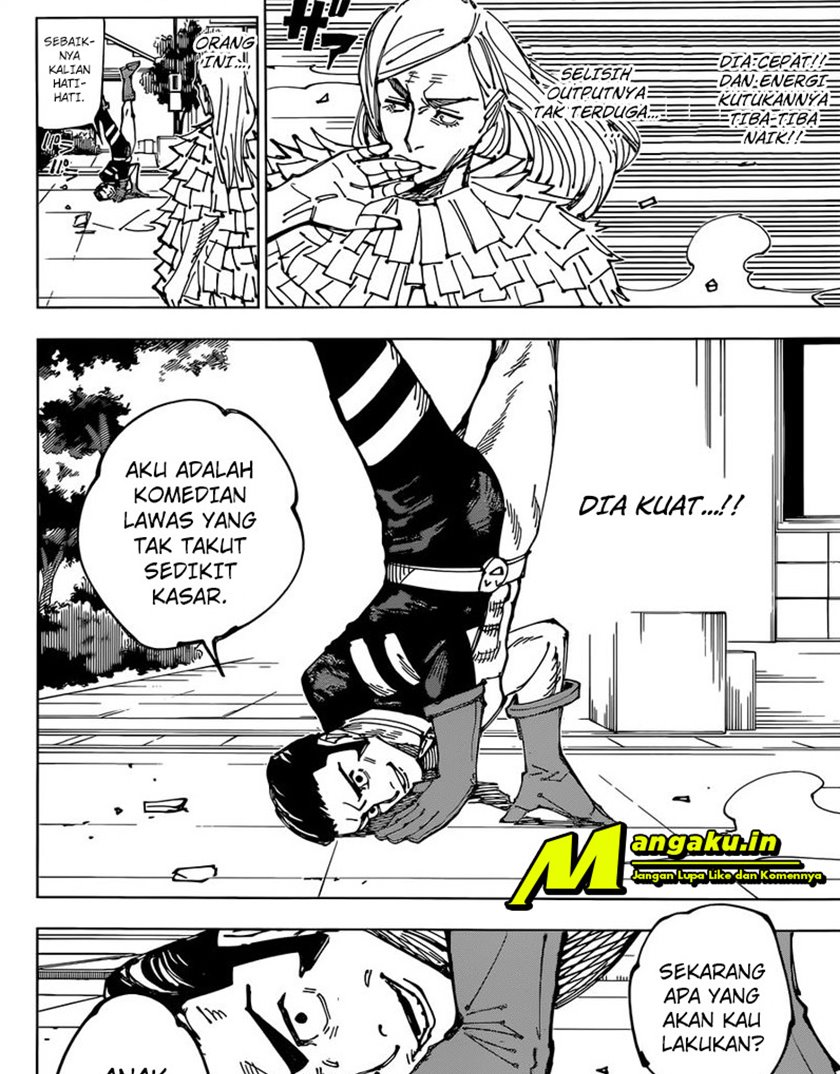 DIA CEPAT!!
DAN ENERGI
KUTUKANNYA
TIBA-TIBA
NAIK!!
SELISIH
OUTPUTNYA
TAK TERDUGA...
...
ORANG
INI...
SEBAIK-
NYA
KALIAN
HATI-
HATI.
DIA KUAT...!!
AKU ADALAH
KOMEDIAN
LAWAS YANG
TAK TAKUT
SEDIKIT
KASAR.
Mangaku.in
Jangan Lupa Like dan Komennya
SEKARANG
APA YANG
AKAN KAU
LAKUKAN?
ANAK